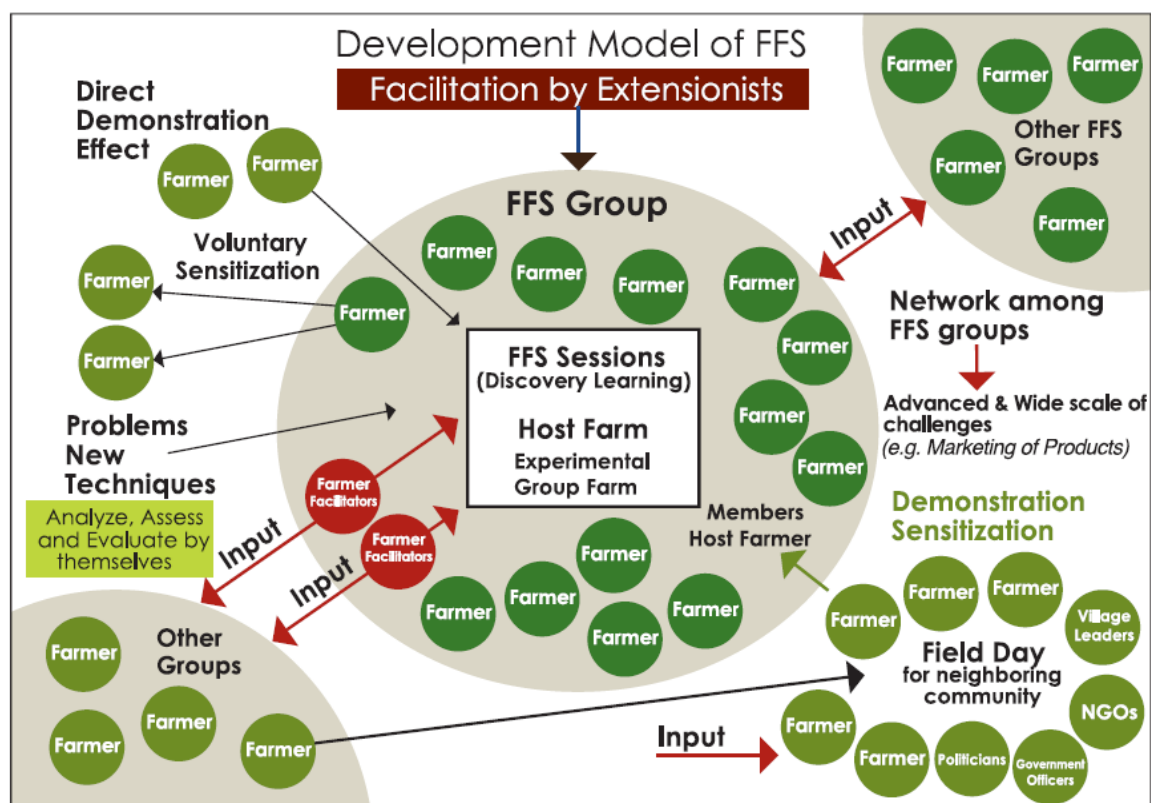 Development Model of FFS
Facilitation by Extensionists
Direct
Demonstration
Effect
Farmer
Farmer
Voluntary
Sensitization
Farmer
Farmer
Problems
New
Techniques
Analyze, Assess
and Evaluate by
themselves
FFS Group
Farmer
Farmer
Farmer
Farmer
Farmer
Farmer
Farmer
Farmer
FFS Sessions
(Discovery Learning)
Host Farm
Experimental
Group Farm
Farmer
Facilitators
Farmer
Facilitators
Input
Input
Members
Host Farmer
Farmer
Farmer
Farmer
Farmer
Farmer
Farmer
Farmer
Farmer
Farmer
Other FFS
Groups
Farmer
Farmer
Input
Network among
FFS groups
Advanced & Wide scale of
challenges
(e.g. Marketing of Products)
Demonstration
Sensitization
Farmer
Farmer
Farmer
Village
Leaders
Field Day
for neighboring
community
NGOs
Farmer
Farmer
Politicians
Government
Officers
Input
Farmer
Other
Groups
Farmer
Farmer
Farmer